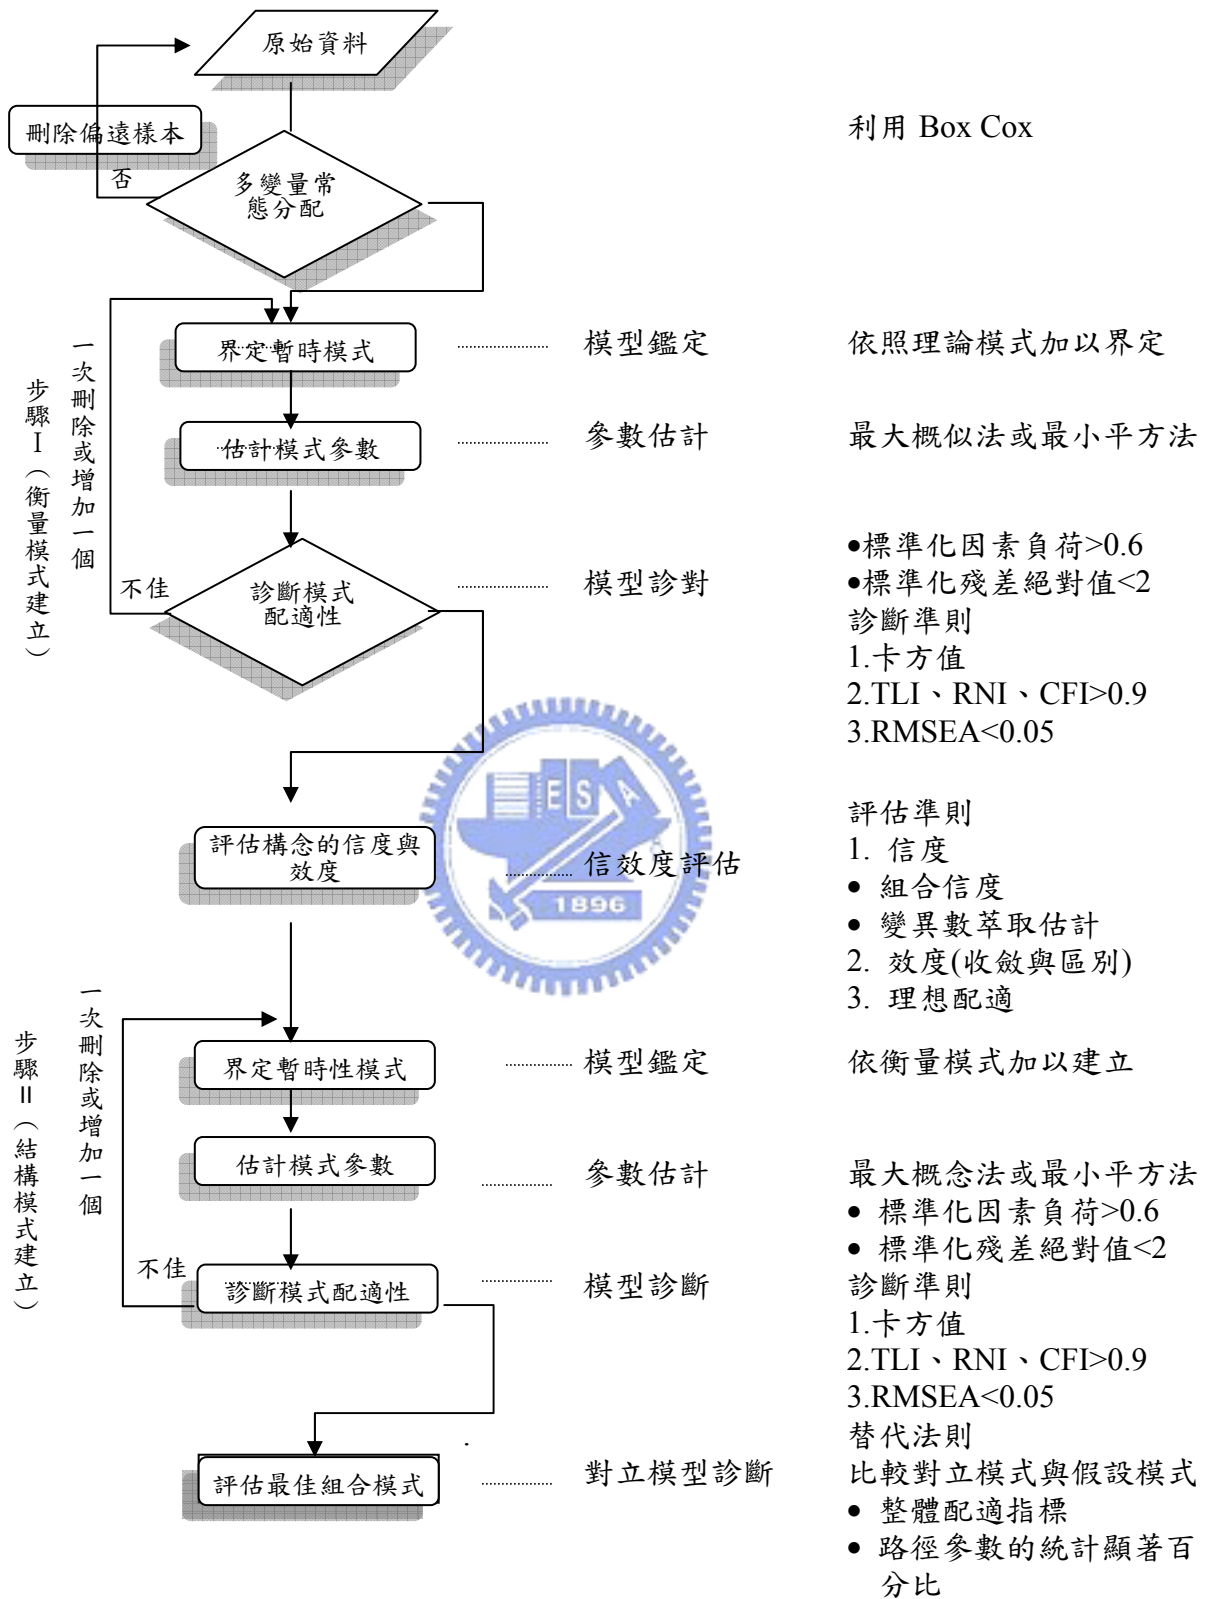 原始資料
刪除偏遠樣本
利用 Box Cox
否
多變量常
態分配
一次刪除或增加一個
步驟Ⅰ（衡量模式建立）
界定暫時模式
模型鑑定
依照理論模式加以界定
估計模式參數
參數估計
最大概似法或最小平方法
不佳
診斷模式
配適性
模型診對
•標準化因素負荷>0.6
•標準化殘差絕對值<2
診斷準則
1.卡方值
2.TLI、RNI、CFI>0.9
3.RMSEA<0.05
ESA
1896
評估構念的信度與
效度
信效度評估
評估準則
1. 信度
• 組合信度
• 變異數萃取估計
2. 效度(收斂與區別)
3. 理想配適
一次刪除或增加一個
步驟Ⅱ（結構模式建立）
界定暫時性模式
模型鑑定
依衡量模式加以建立
估計模式參數
參數估計
最大概念法或最小平方法
• 標準化因素負荷>0.6
• 標準化殘差絕對值<2
不佳
診斷模式配適性
模型診斷
診斷準則
1.卡方值
2.TLI、RNI、CFI>0.9
3.RMSEA<0.05
替代法則
評估最佳組合模式
對立模型診斷
比較對立模式與假設模式
• 整體配適指標
• 路徑參數的統計顯著百
分比